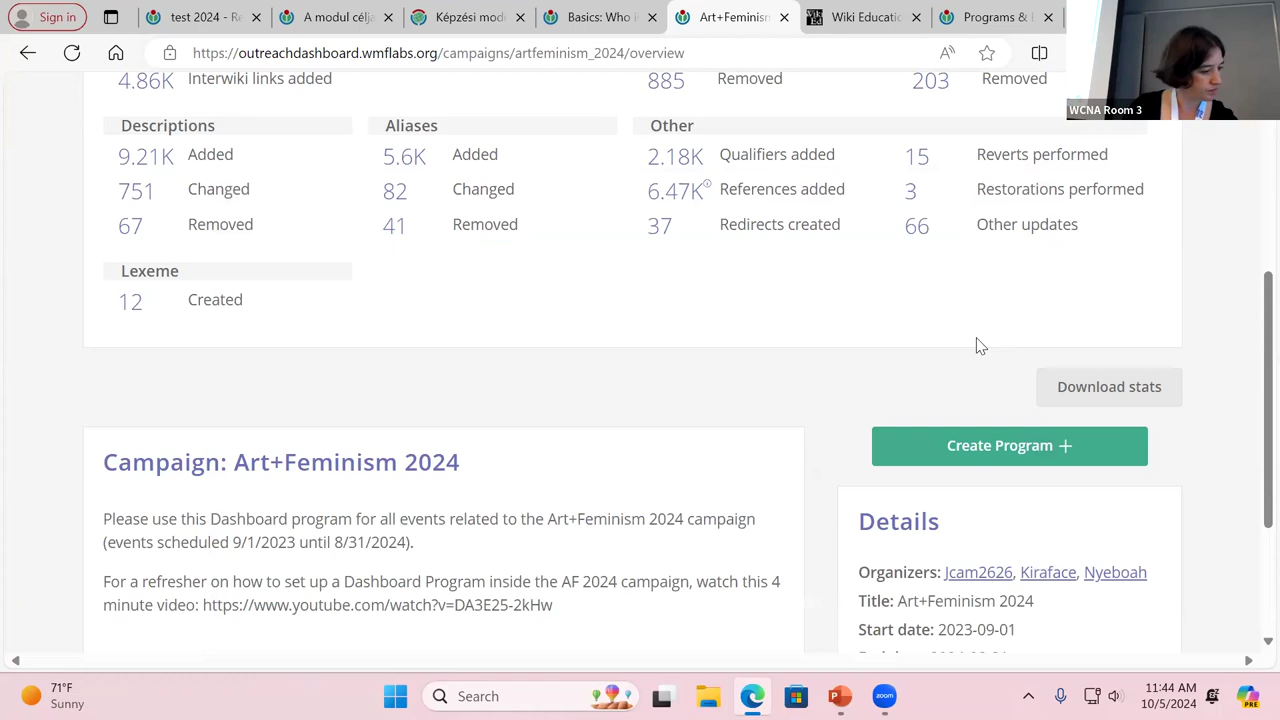 Sign in
test 2024 - Re
A modul célja
Képzési mod
Basics: Who i
Art+Feminism
Wiki Educatio
Programs & E
https://outreachdashboard.wmflabs.org/campaigns/artfeminism_2024/overview
WCNA Room 3
4.86K Interwiki links added 885 Removed 203 Removed
Descriptions Aliases Other
9.21K Added 5.6K Added 2.18K Qualifiers added 15 Reverts performed
751 Changed 82 Changed 6.47K References added 3 Restorations performed
67 Removed 41 Removed 37 Redirects created 66 Other updates
Lexeme
12 Created
Download stats
Create Program +
Campaign: Art+Feminism 2024
Please use this Dashboard program for all events related to the Art+Feminism 2024 campaign
(events scheduled 9/1/2023 until 8/31/2024).
For a refresher on how to set up a Dashboard Program inside the AF 2024 campaign, watch this 4
minute video: https://www.youtube.com/watch?v=DA3E25-2kHw
Details
Organizers: Jcam2626, Kiraface, Nyeboah
Title: Art+Feminism 2024
Start date: 2023-09-01
71°F
Sunny
Search
zoom
PRE
11:44 AM
10/5/2024